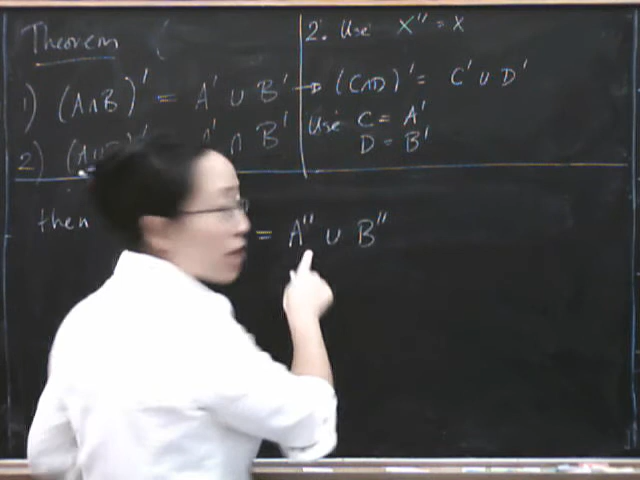 Theorem
1) (A∩B)' = A' ∪ B'
2) (A∪B)' A' ∩ B'
then = A'' ∪ B''
2. Use X'' = X
→ (C∩D)' = C' ∪ D'
Use C = A'
D = B'